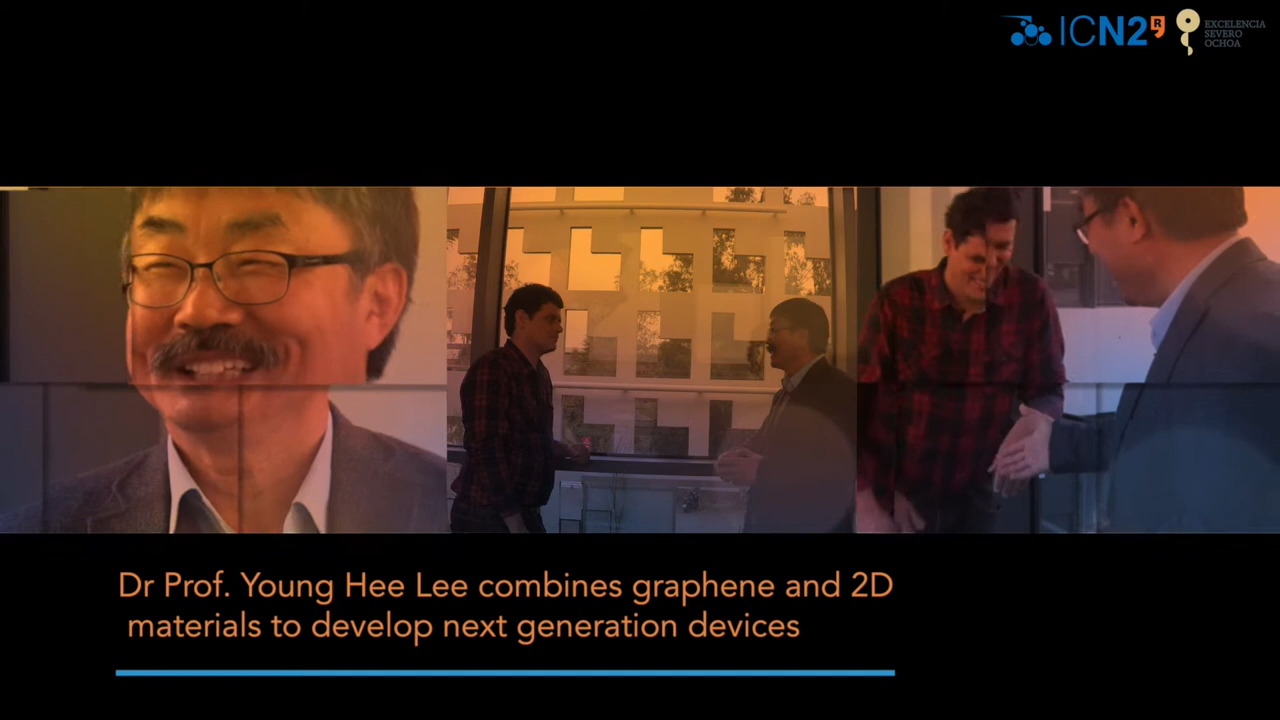 ICN2
EXCELENCIA
SEVERO
OCHOA
Dr Prof. Young Hee Lee combines graphene and 2D
materials to develop next generation devices